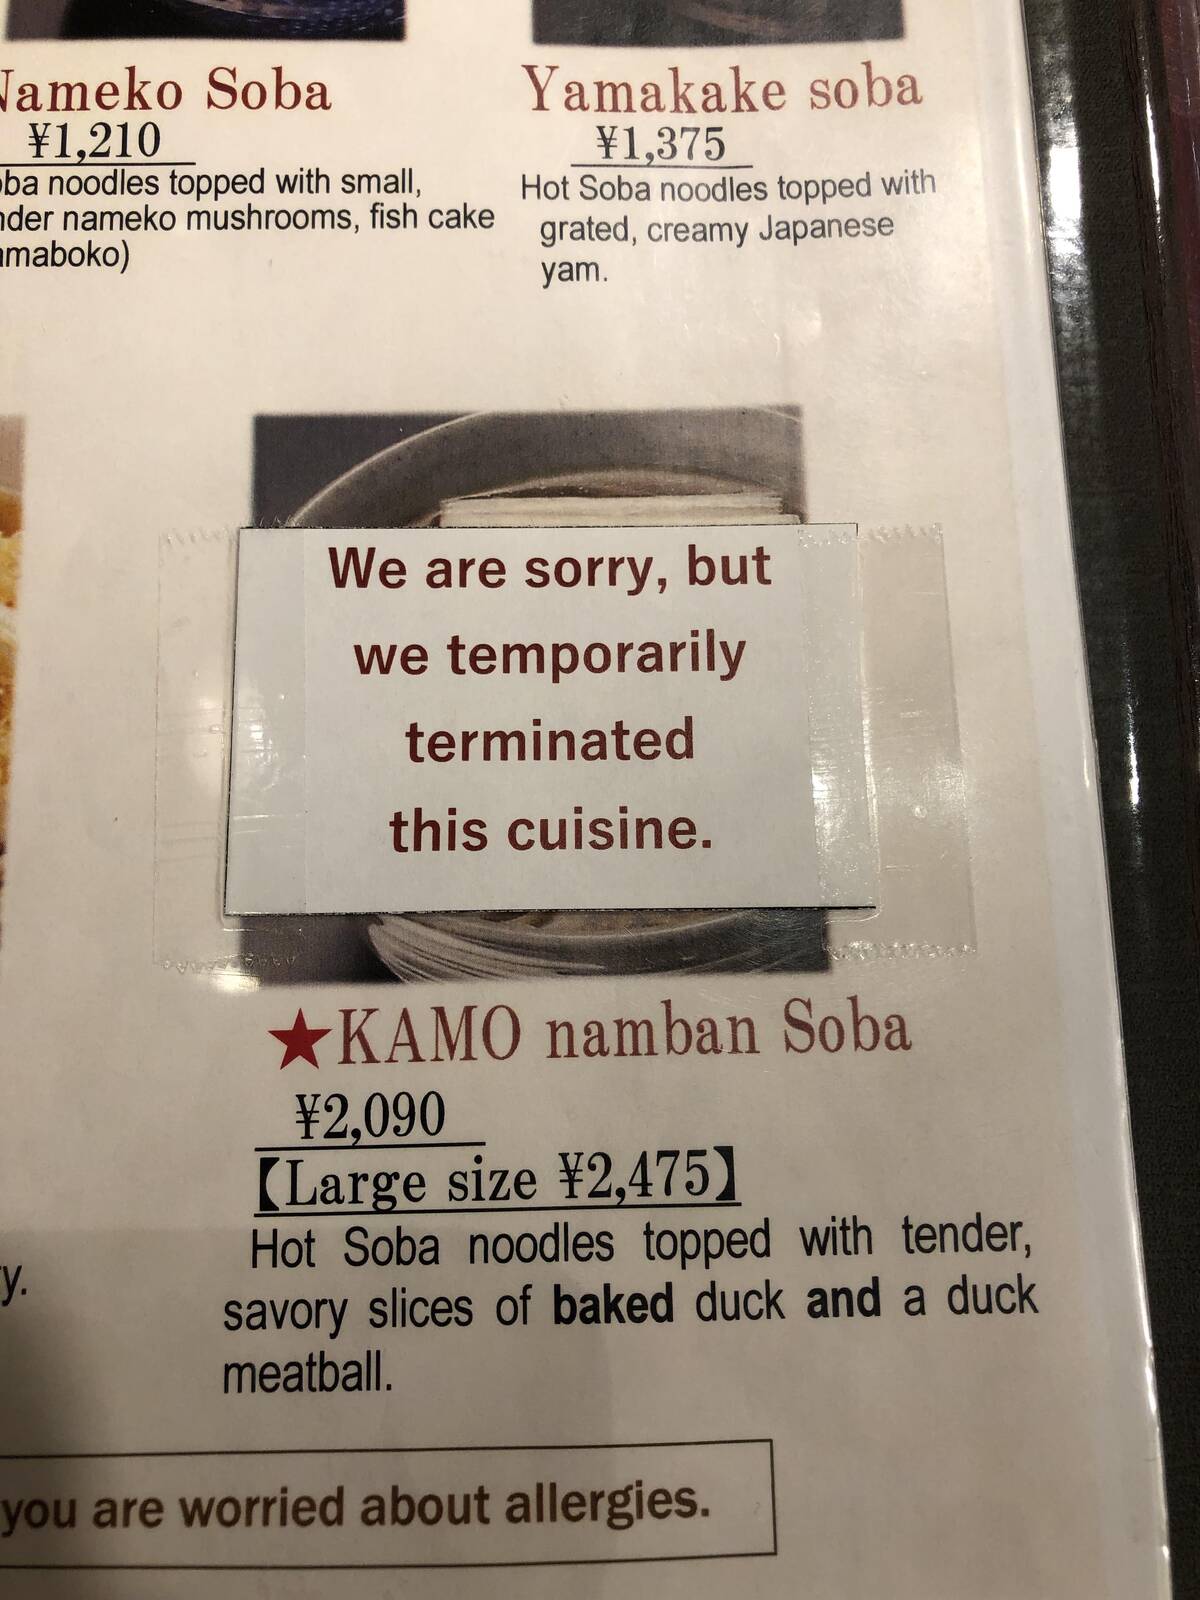 Nameko Soba
¥1,210
soba noodles topped with small,
nameko mushrooms, fish cake
Yamakake soba
¥1,375
Hot Soba noodles topped with
grated, creamy Japanese
yam.
We are sorry, but
we temporarily
terminated
this cuisine.
★KAMO namban Soba
¥2,090
【Large size ¥2,475】
Hot Soba noodles topped with tender,
savory slices of baked duck and a duck
meatball.
you are worried about allergies.